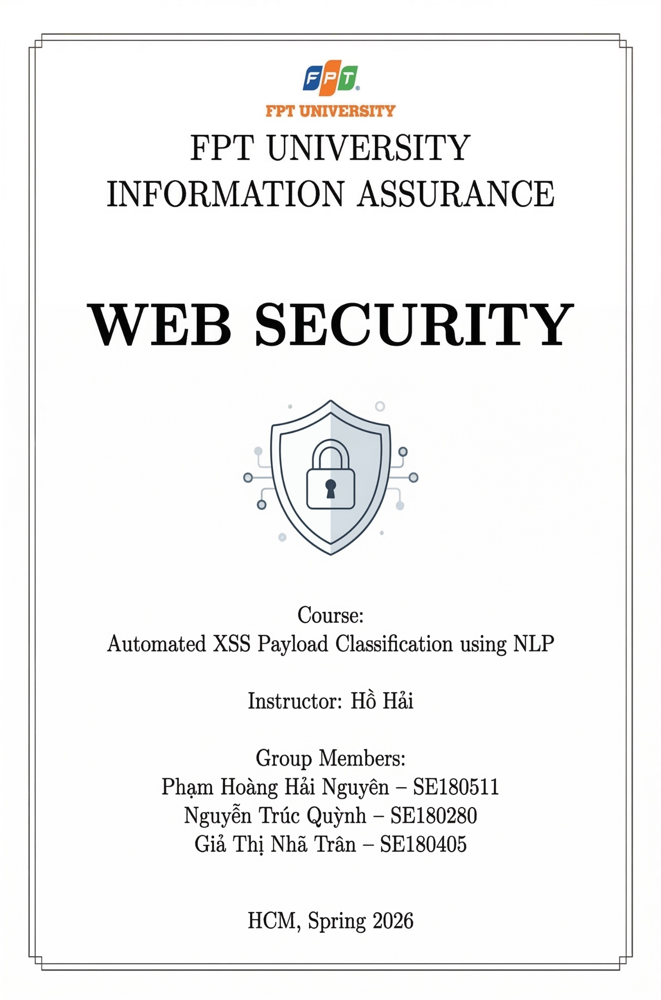 FPT
FPT UNIVERSITY
FPT UNIVERSITY
INFORMATION ASSURANCE
WEB SECURITY
Course:
Automated XSS Payload Classification using NLP
Instructor: Hồ Hải
Group Members:
Phạm Hoàng Hải Nguyên – SE180511
Nguyễn Trúc Quỳnh – SE180280
Giả Thị Nhã Trân – SE180405
HCM, Spring 2026